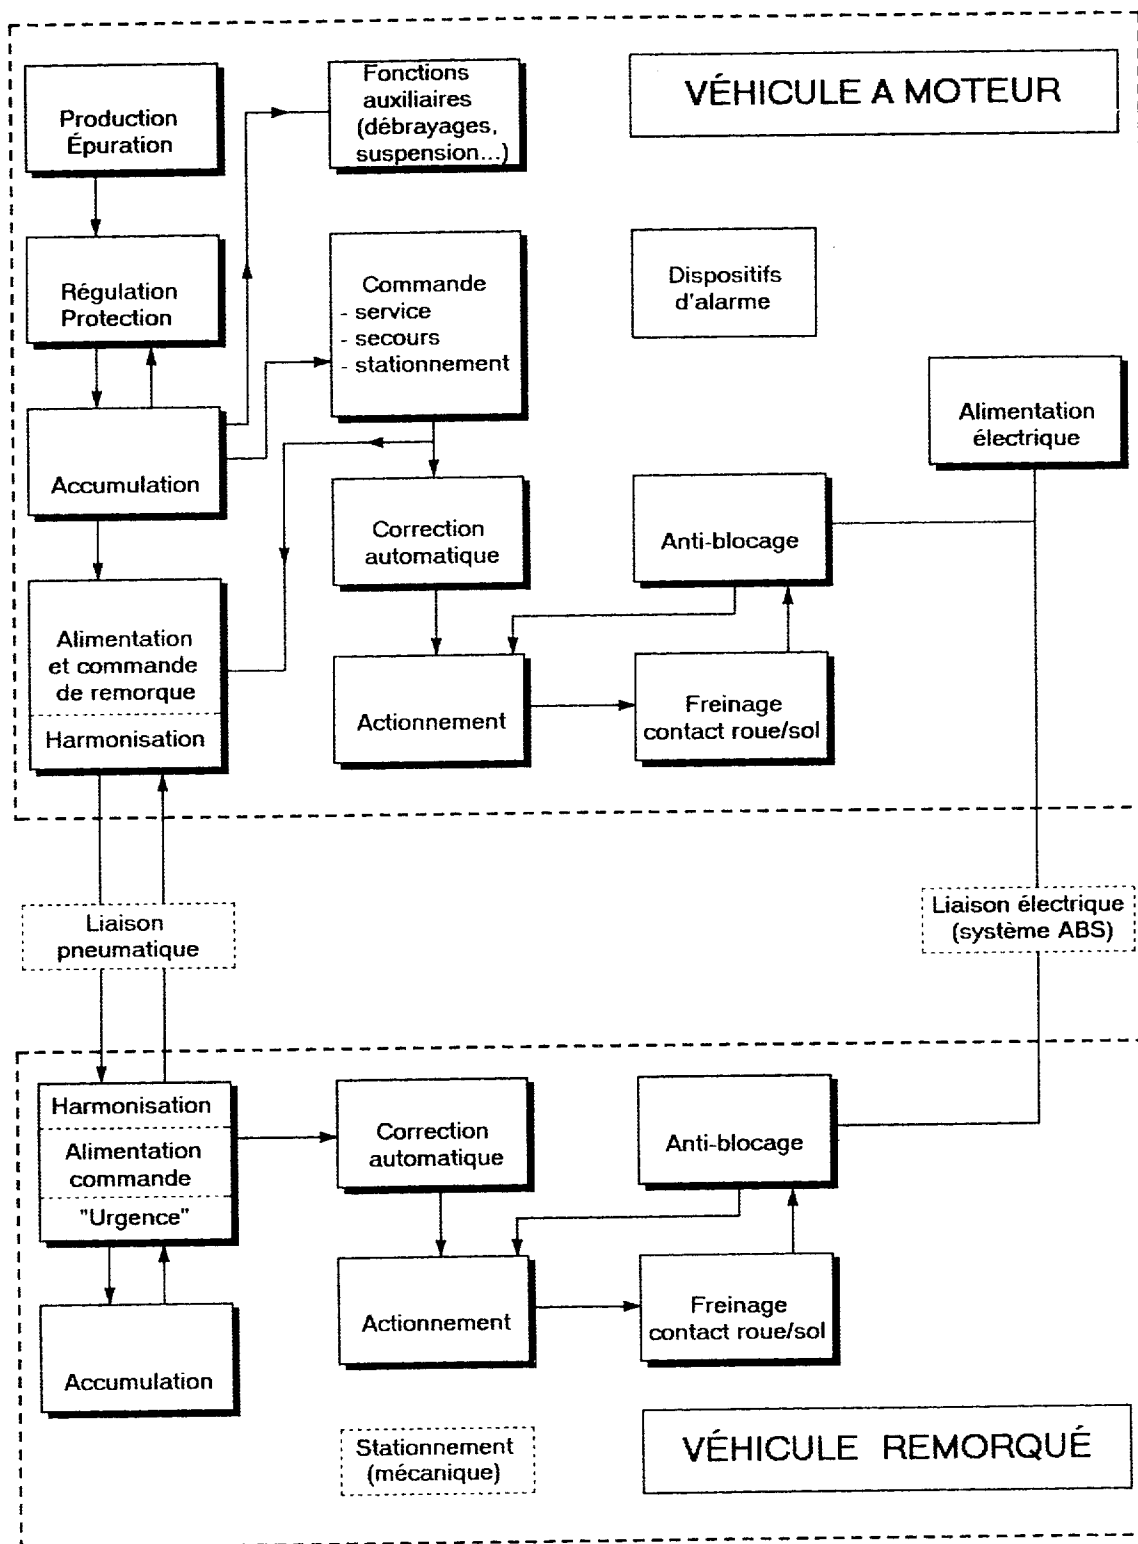 VÉHICULE A MOTEUR
Production
Épuration
Fonctions
auxiliaires
(débrayages,
suspension...)
Régulation
Protection
Commande
- service
- secours
- stationnement
Dispositifs
d'alarme
Accumulation
Alimentation
électrique
Correction
automatique
Anti-blocage
Alimentation
et commande
de remorque
Harmonisation
Actionnement
Freinage
contact roue/sol
Liaison
pneumatique
Liaison électrique
(système ABS)
Harmonisation
Alimentation
commande
"Urgence"
Correction
automatique
Anti-blocage
Accumulation
Actionnement
Freinage
contact roue/sol
Stationnement
(mécanique)
VÉHICULE REMORQUÉ